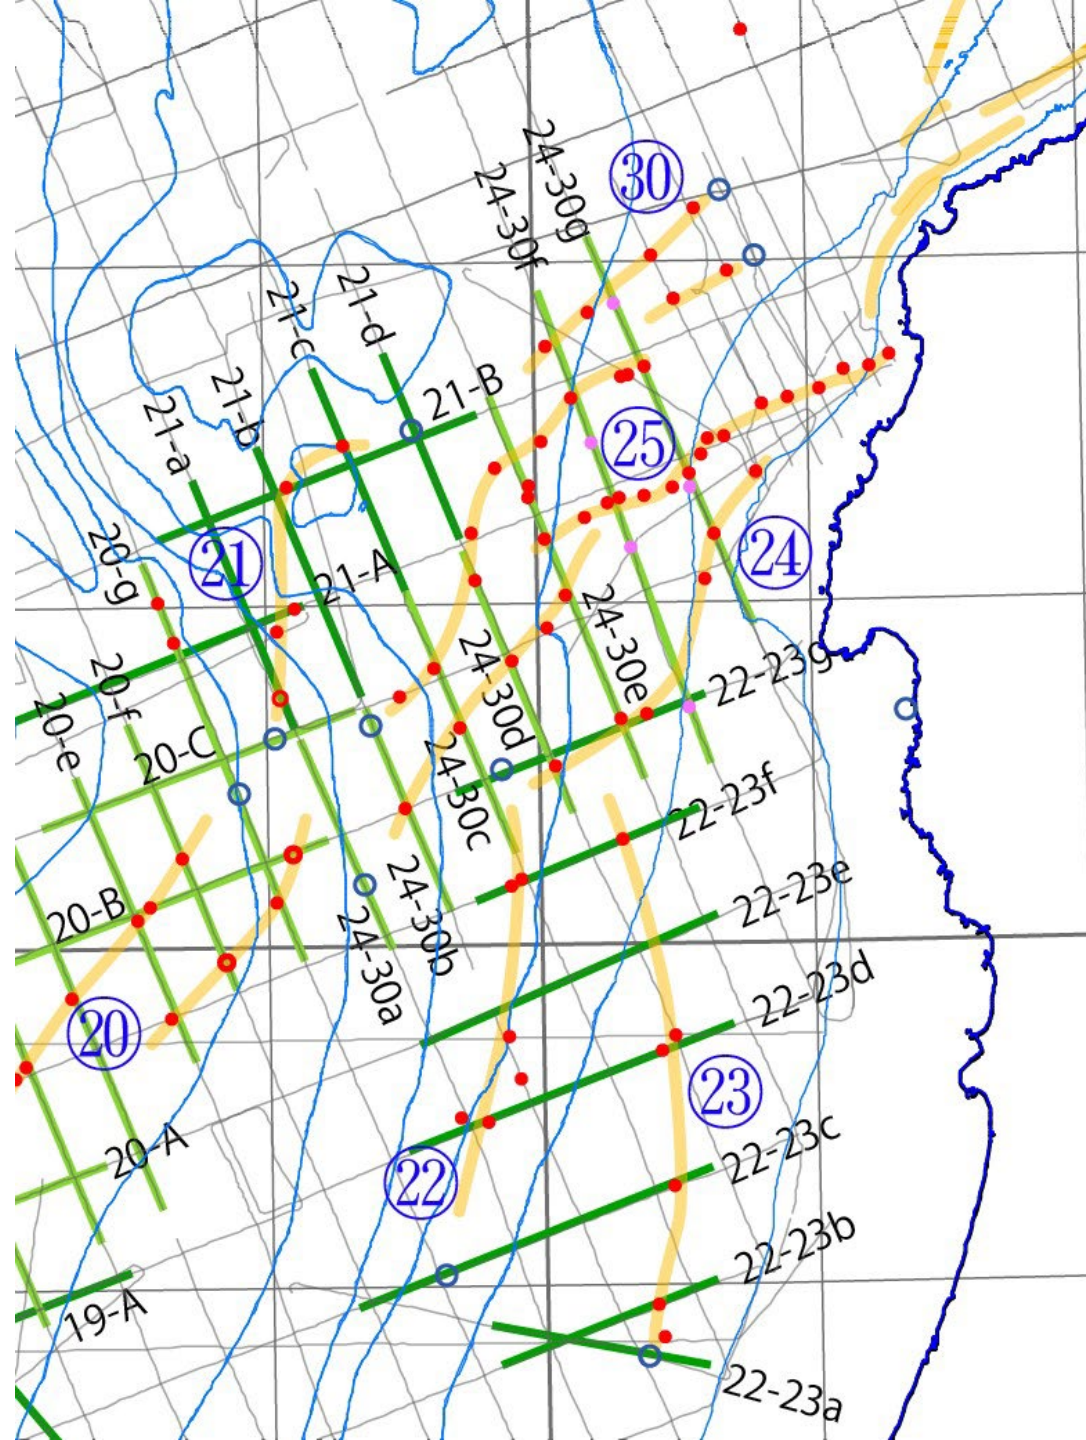 24-30g
㉚
24-30f
21-d
21-c
21-B
21-b
21-a
㉕
20-g
㉑
21-A
㉔
24-30e
20-f
24-30d
22-23g
20-e
20-C
24-30c
22-23f
24-30b
22-23e
20-B
24-30a
22-23d
⑳
㉓
20-A
22-23c
㉒
22-23b
19-A
22-23a